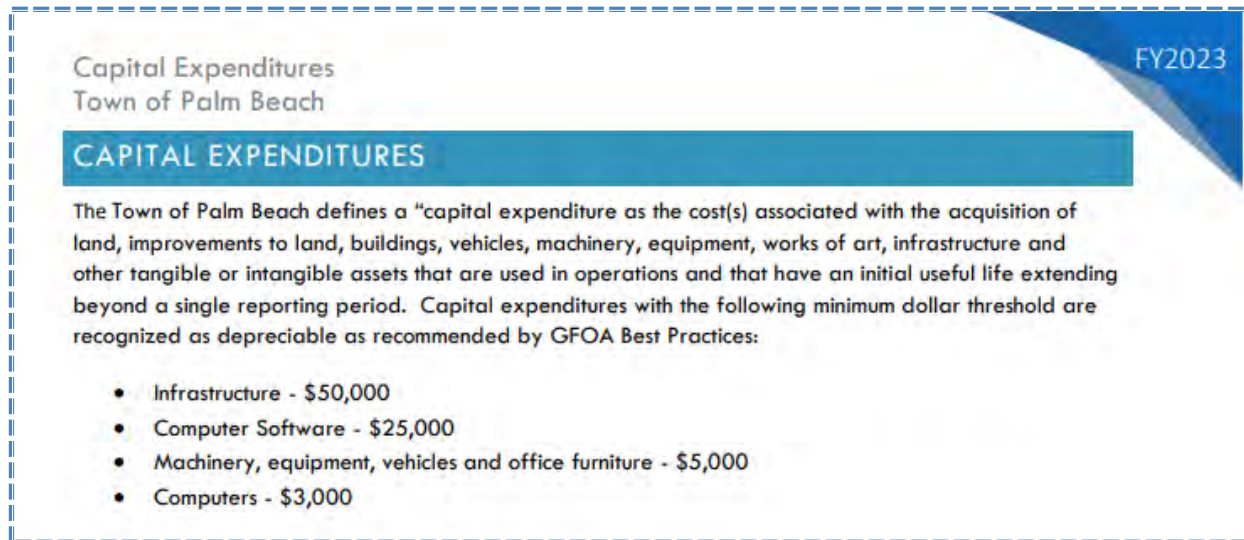 Capital Expenditures
Town of Palm Beach
FY2023
CAPITAL EXPENDITURES
The Town of Palm Beach defines a “capital expenditure as the cost(s) associated with the acquisition of
land, improvements to land, buildings, vehicles, machinery, equipment, works of art, infrastructure and
other tangible or intangible assets that are used in operations and that have an initial useful life extending
beyond a single reporting period.  Capital expenditures with the following minimum dollar threshold are
recognized as depreciable as recommended by GFOA Best Practices:
• Infrastructure - $50,000
• Computer Software - $25,000
• Machinery, equipment, vehicles and office furniture - $5,000
• Computers - $3,000